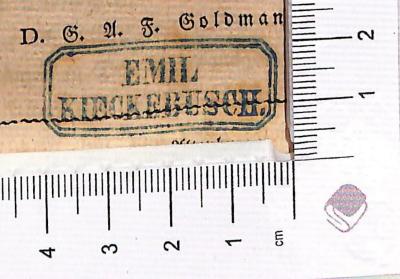 D. G. A. F. Goldman
EMIL
KIECKEBUSCH.
2
1
4 3 2 1 cm